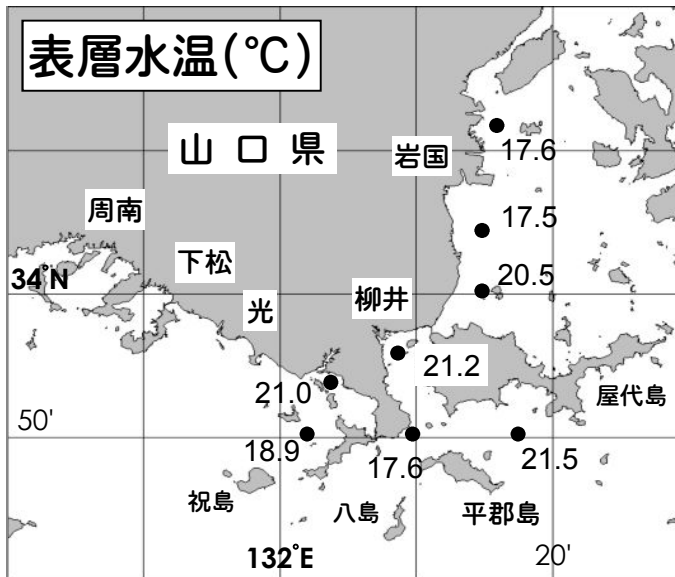 表層水温(℃)
山口県
岩国
17.6
周南
17.5
下松
34°N
20.5
光
柳井
21.2
21.0
屋代島
50'
18.9
17.6
21.5
祝島
八島
平郡島
132°E
20'